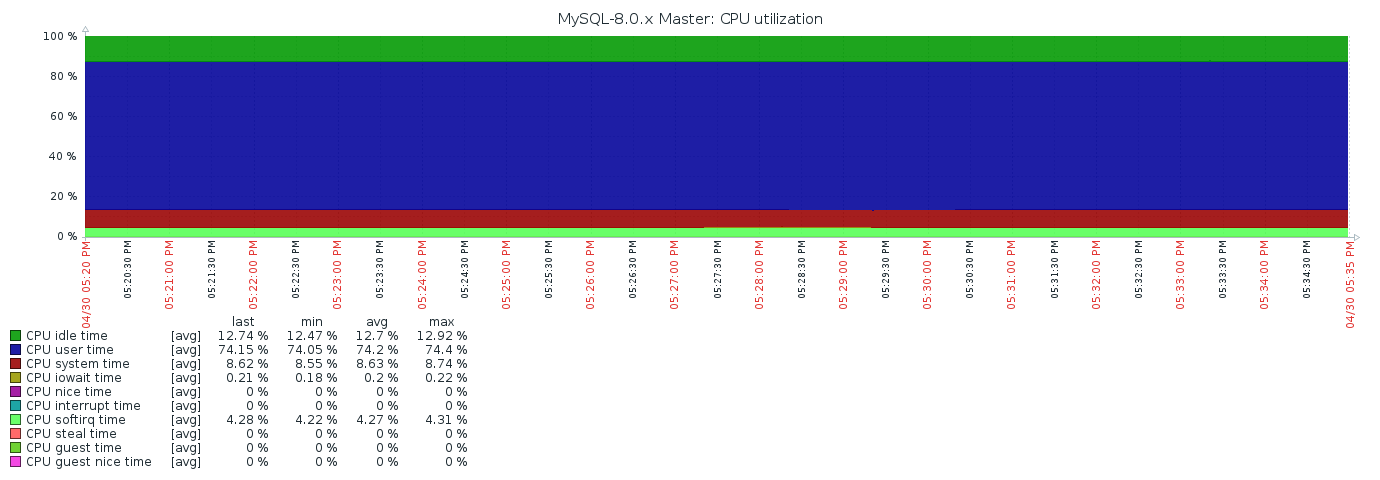 MySQL-8.0.x Master: CPU utilization
100 %
80 %
60 %
40 %
20 %
0 %
04/30 05:20 PM
05:20:30 PM
05:21:00 PM
05:21:30 PM
05:22:00 PM
05:22:30 PM
05:23:00 PM
05:23:30 PM
05:24:00 PM
05:24:30 PM
05:25:00 PM
05:25:30 PM
05:26:00 PM
05:26:30 PM
05:27:00 PM
05:27:30 PM
05:28:00 PM
05:28:30 PM
05:29:00 PM
05:29:30 PM
05:30:00 PM
05:30:30 PM
05:31:00 PM
05:31:30 PM
05:32:00 PM
05:32:30 PM
05:33:00 PM
05:33:30 PM
05:34:00 PM
05:34:30 PM
04/30 05:35 PM
last min avg max
CPU idle time [avg] 12.74 % 12.47 % 12.7 % 12.92 %
CPU user time [avg] 74.15 % 74.05 % 74.2 % 74.4 %
CPU system time [avg] 8.62 % 8.55 % 8.63 % 8.74 %
CPU iowait time [avg] 0.21 % 0.18 % 0.2 % 0.22 %
CPU nice time [avg] 0 % 0 % 0 % 0 %
CPU interrupt time [avg] 0 % 0 % 0 % 0 %
CPU softirq time [avg] 4.28 % 4.22 % 4.27 % 4.31 %
CPU steal time [avg] 0 % 0 % 0 % 0 %
CPU guest time [avg] 0 % 0 % 0 % 0 %
CPU guest nice time [avg] 0 % 0 % 0 % 0 %